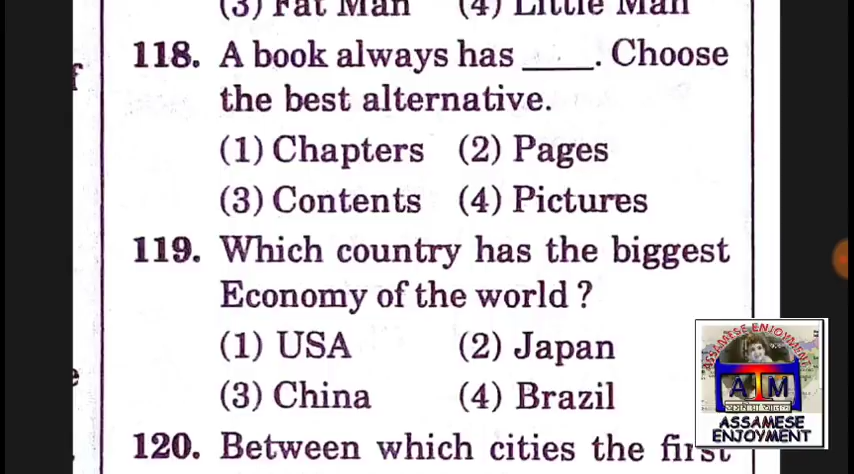 (3) Fat Man (4) Little Man
118. A book always has ____. Choose
the best alternative.
(1) Chapters (2) Pages
(3) Contents (4) Pictures
119. Which country has the biggest
Economy of the world ?
(1) USA (2) Japan
(3) China (4) Brazil
120. Between which cities the first
ASSAMESE ENJOYMENT
ATM
ASSAMESE
ENJOYMENT